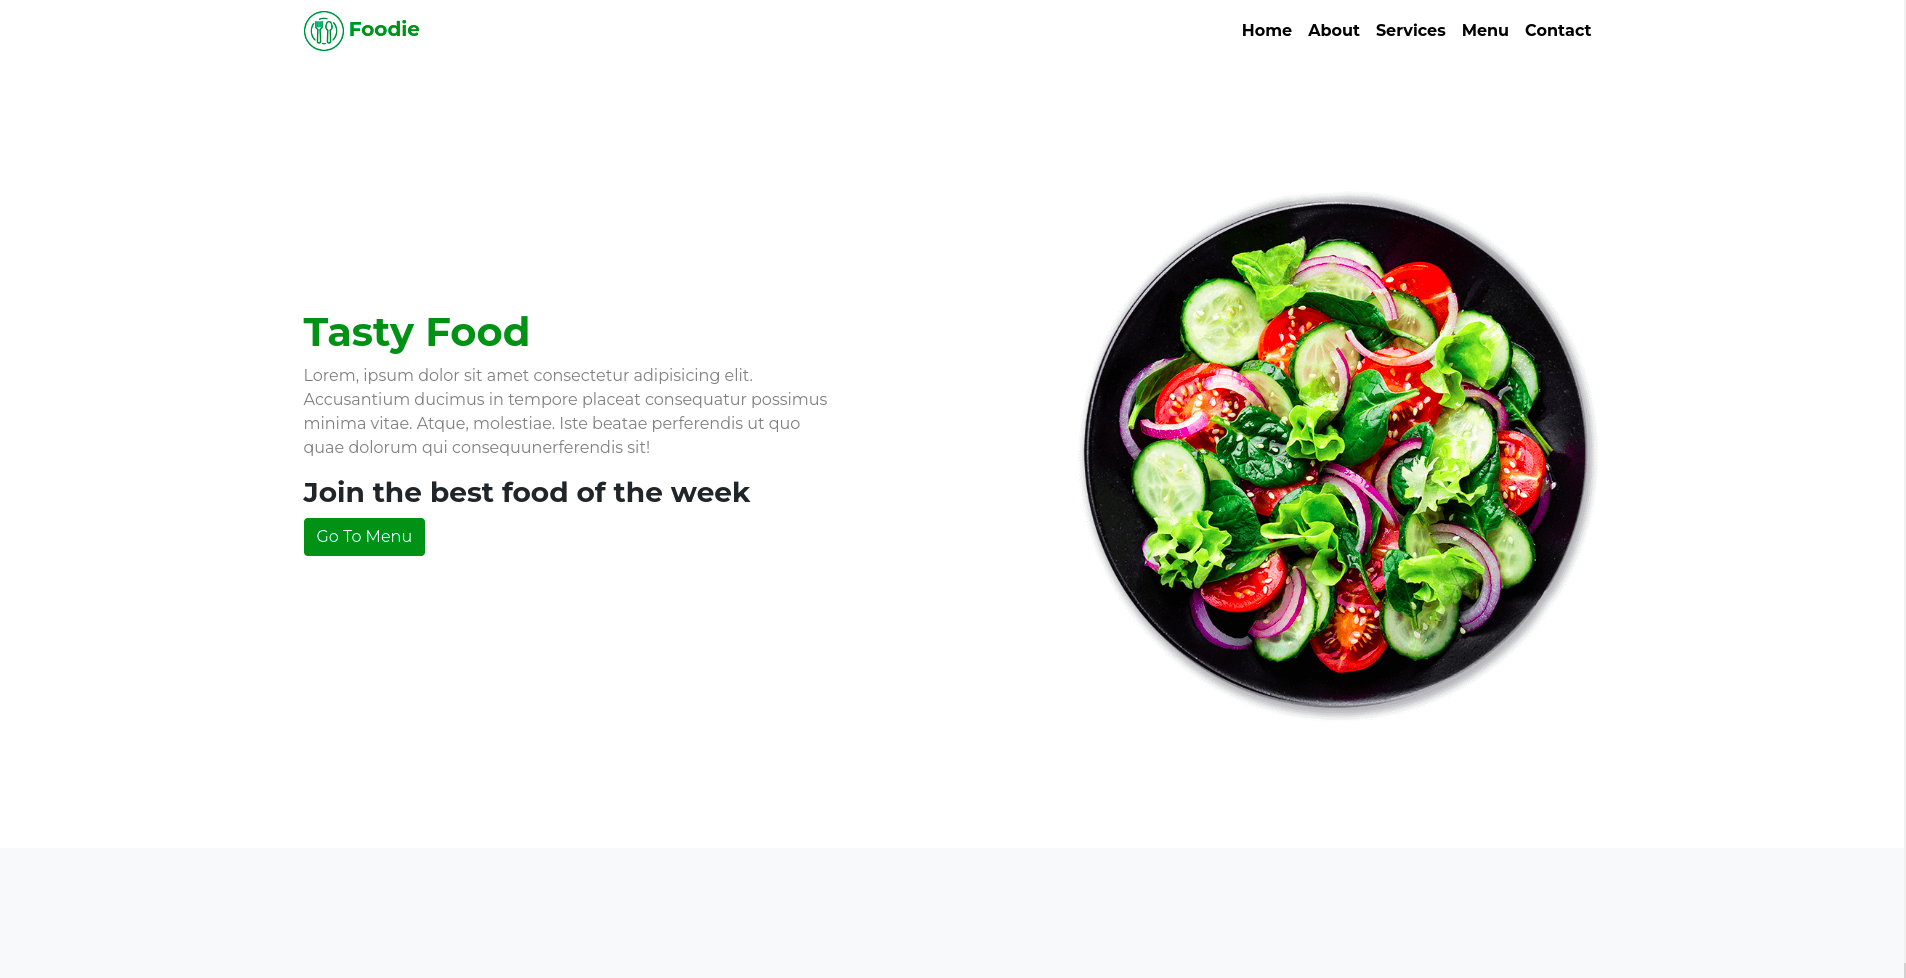 Foodie
Home About Services Menu Contact
Tasty Food
Lorem, ipsum dolor sit amet consectetur adipisicing elit.
Accusantium ducimus in tempore placeat consequatur possimus
minima vitae. Atque, molestiae. Iste beatae perferendis ut quo
quae dolorum qui consequunerferendis sit!
Join the best food of the week
Go To Menu